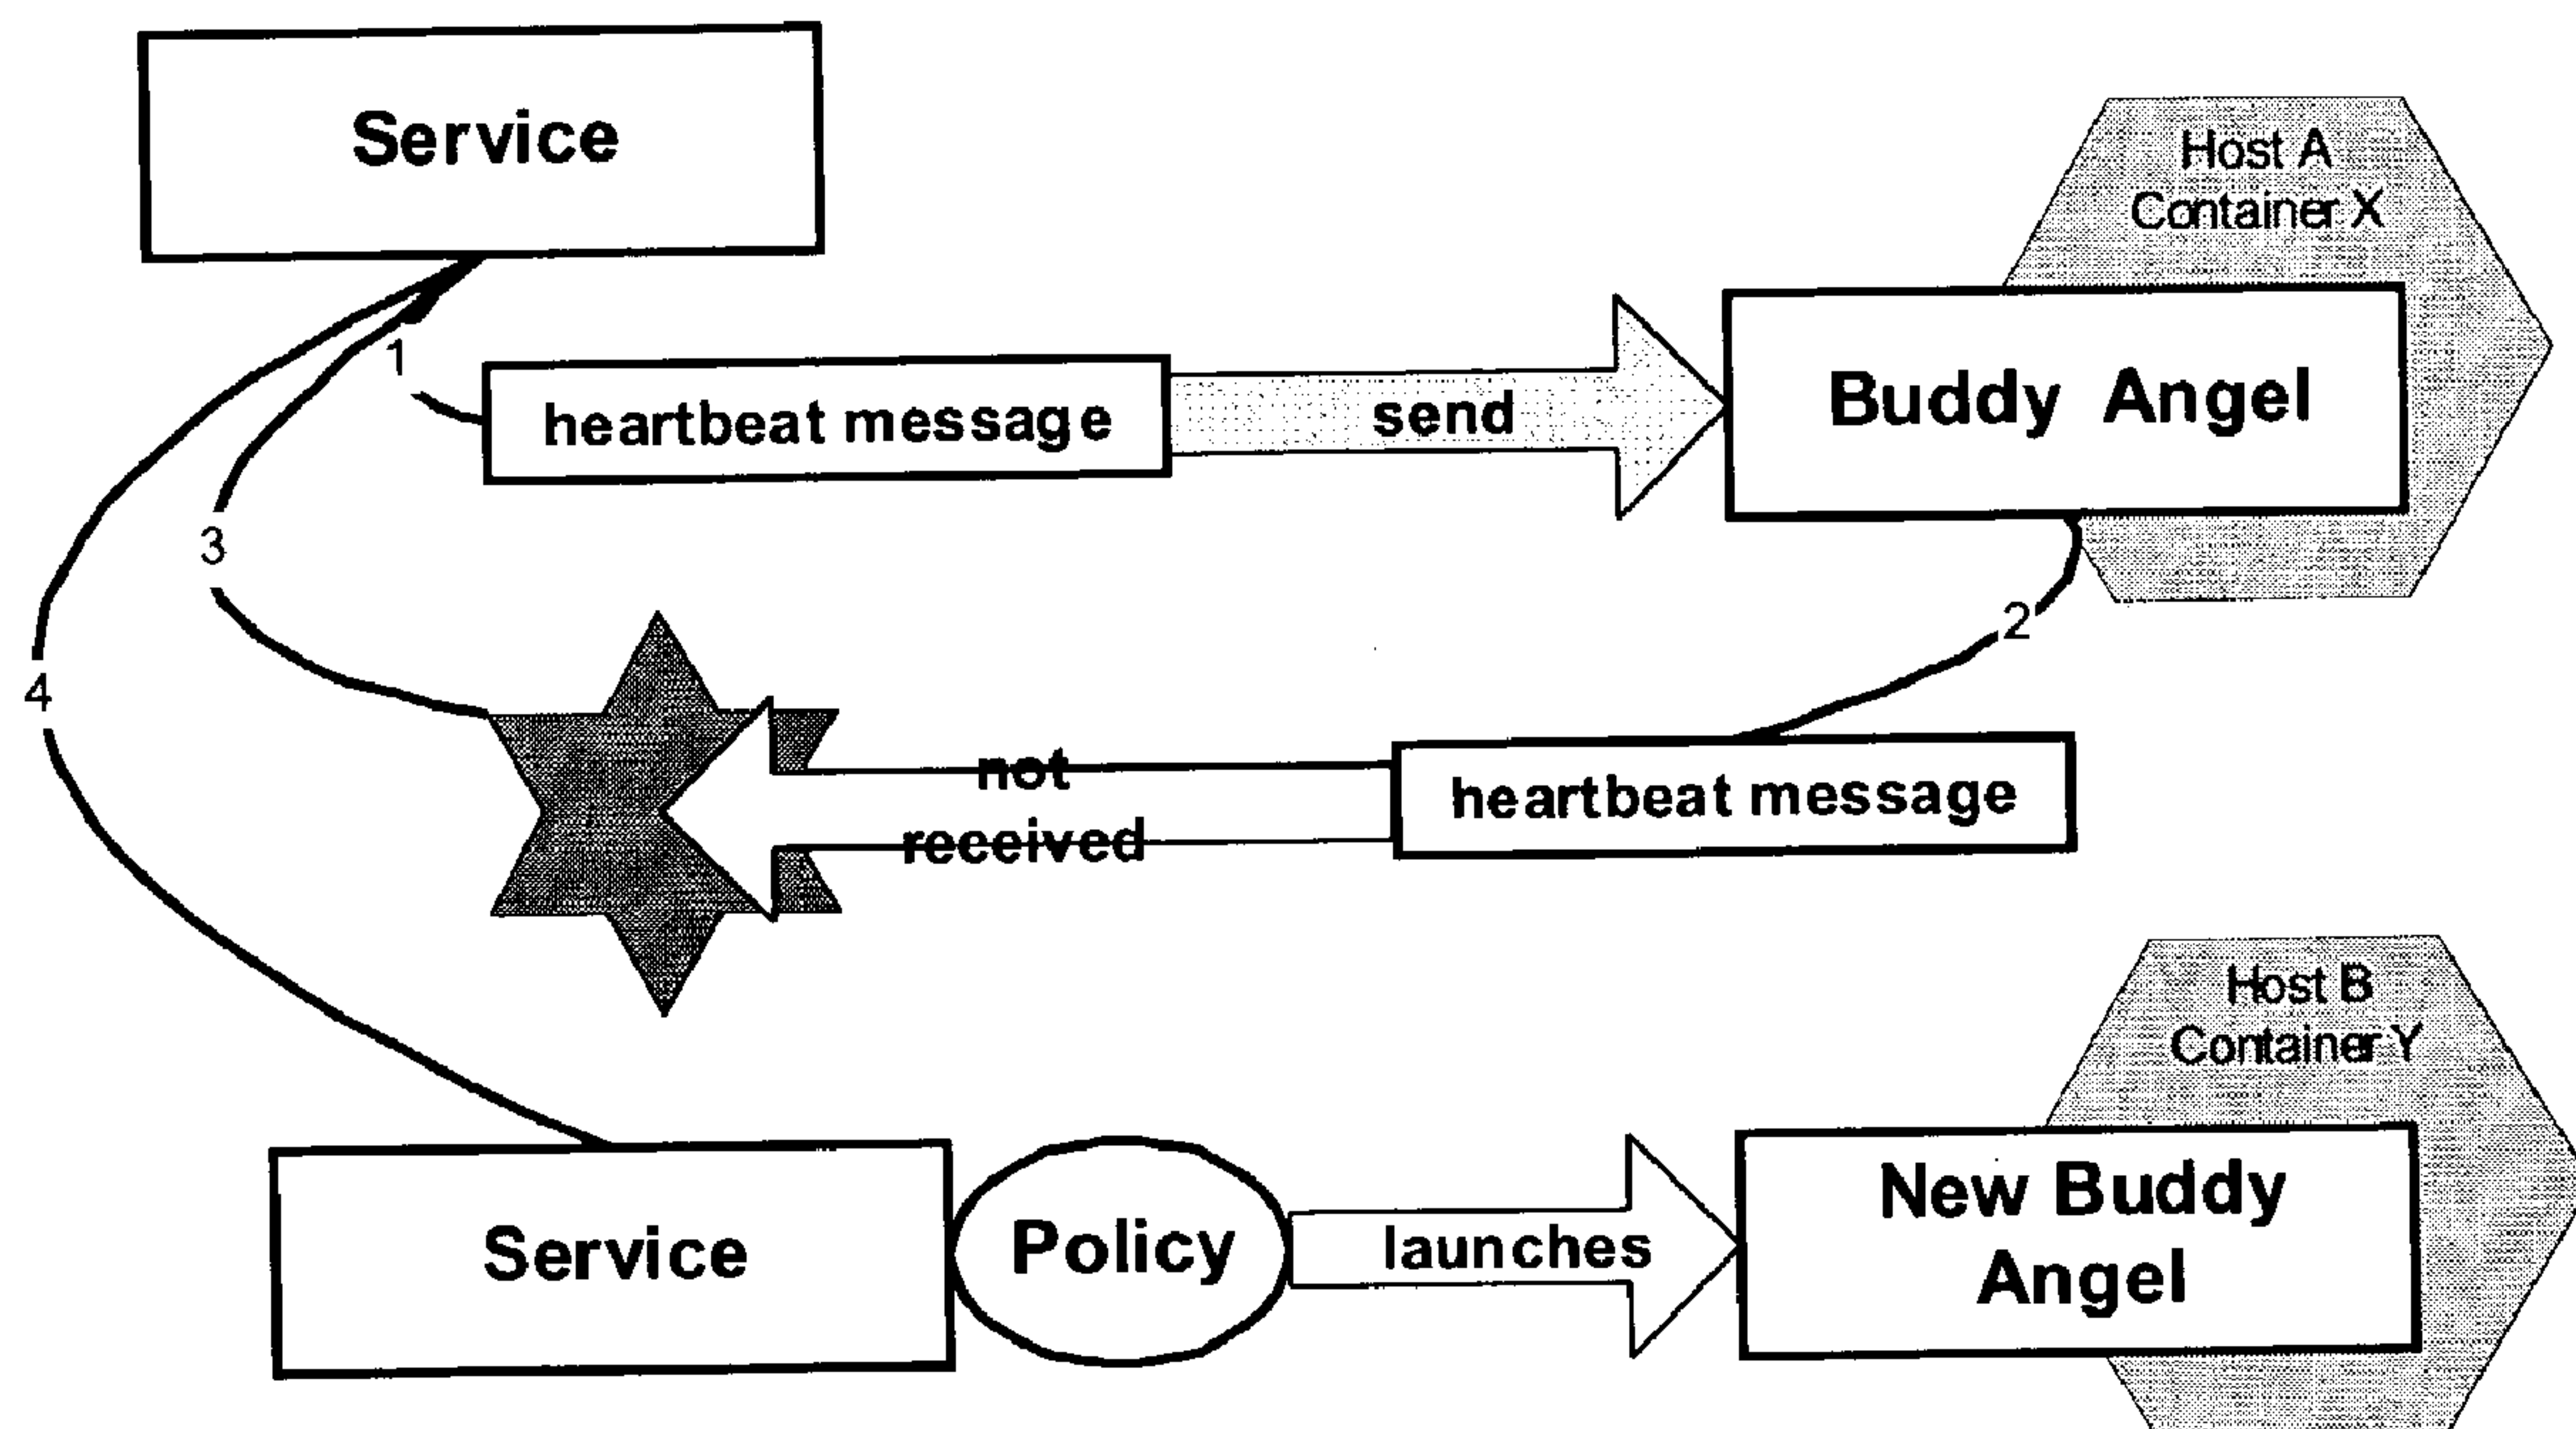 Service
Host A
Container X
1
heartbeat message
send
Buddy Angel
3
2
4
not
received
heartbeat message
Host B
Container Y
Service
Policy
launches
New Buddy
Angel